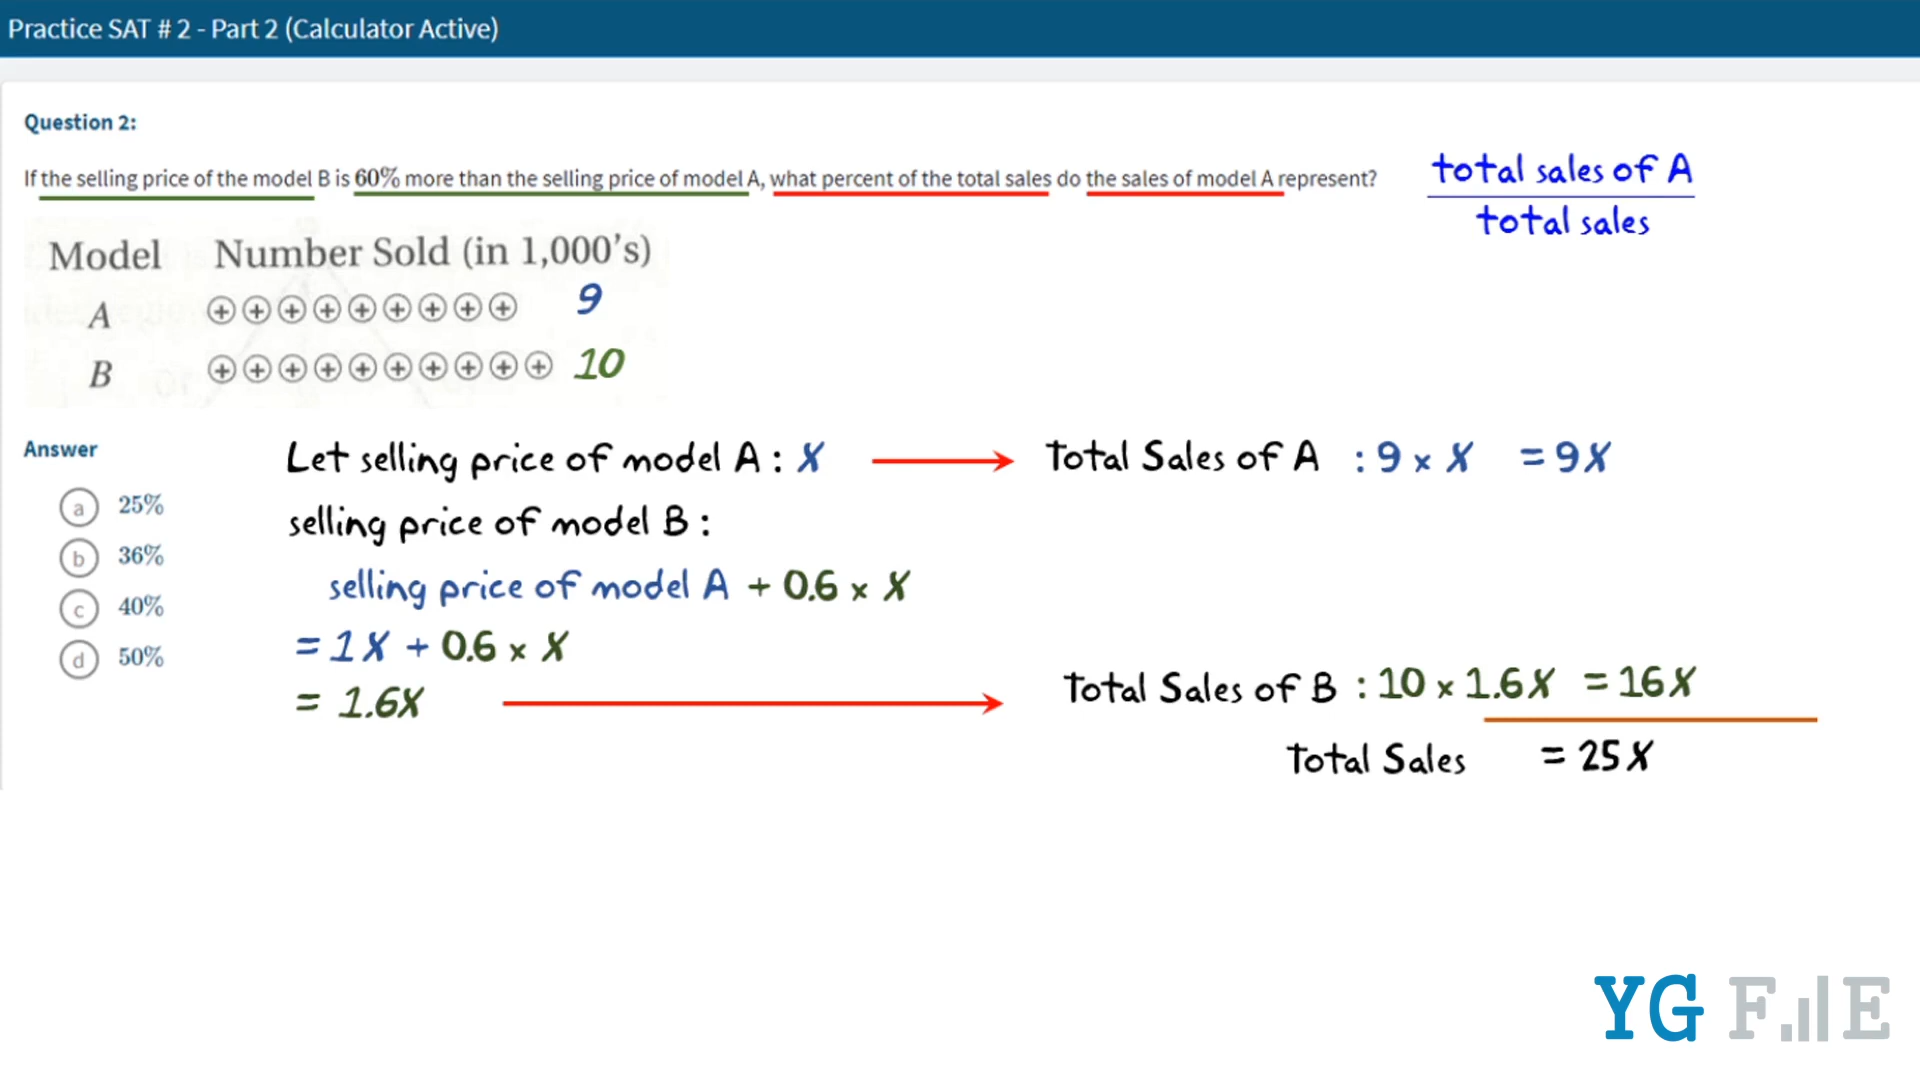 Practice SAT # 2 - Part 2 (Calculator Active)
Question 2:
If the selling price of the model B is 60% more than the selling price of model A, what percent of the total sales do the sales of model A represent?
total sales of A
total sales
Model Number Sold (in 1,000's)
A ⊕⊕⊕⊕⊕⊕⊕⊕⊕ 9
B ⊕⊕⊕⊕⊕⊕⊕⊕⊕⊕ 10
Answer
a 25%
b 36%
c 40%
d 50%
Let selling price of model A : X
selling price of model B :
selling price of model A + 0.6 × X
= 1X + 0.6 × X
= 1.6X
Total Sales of A : 9 × X = 9X
Total Sales of B : 10 × 1.6X = 16X
Total Sales = 25X
YG FILE